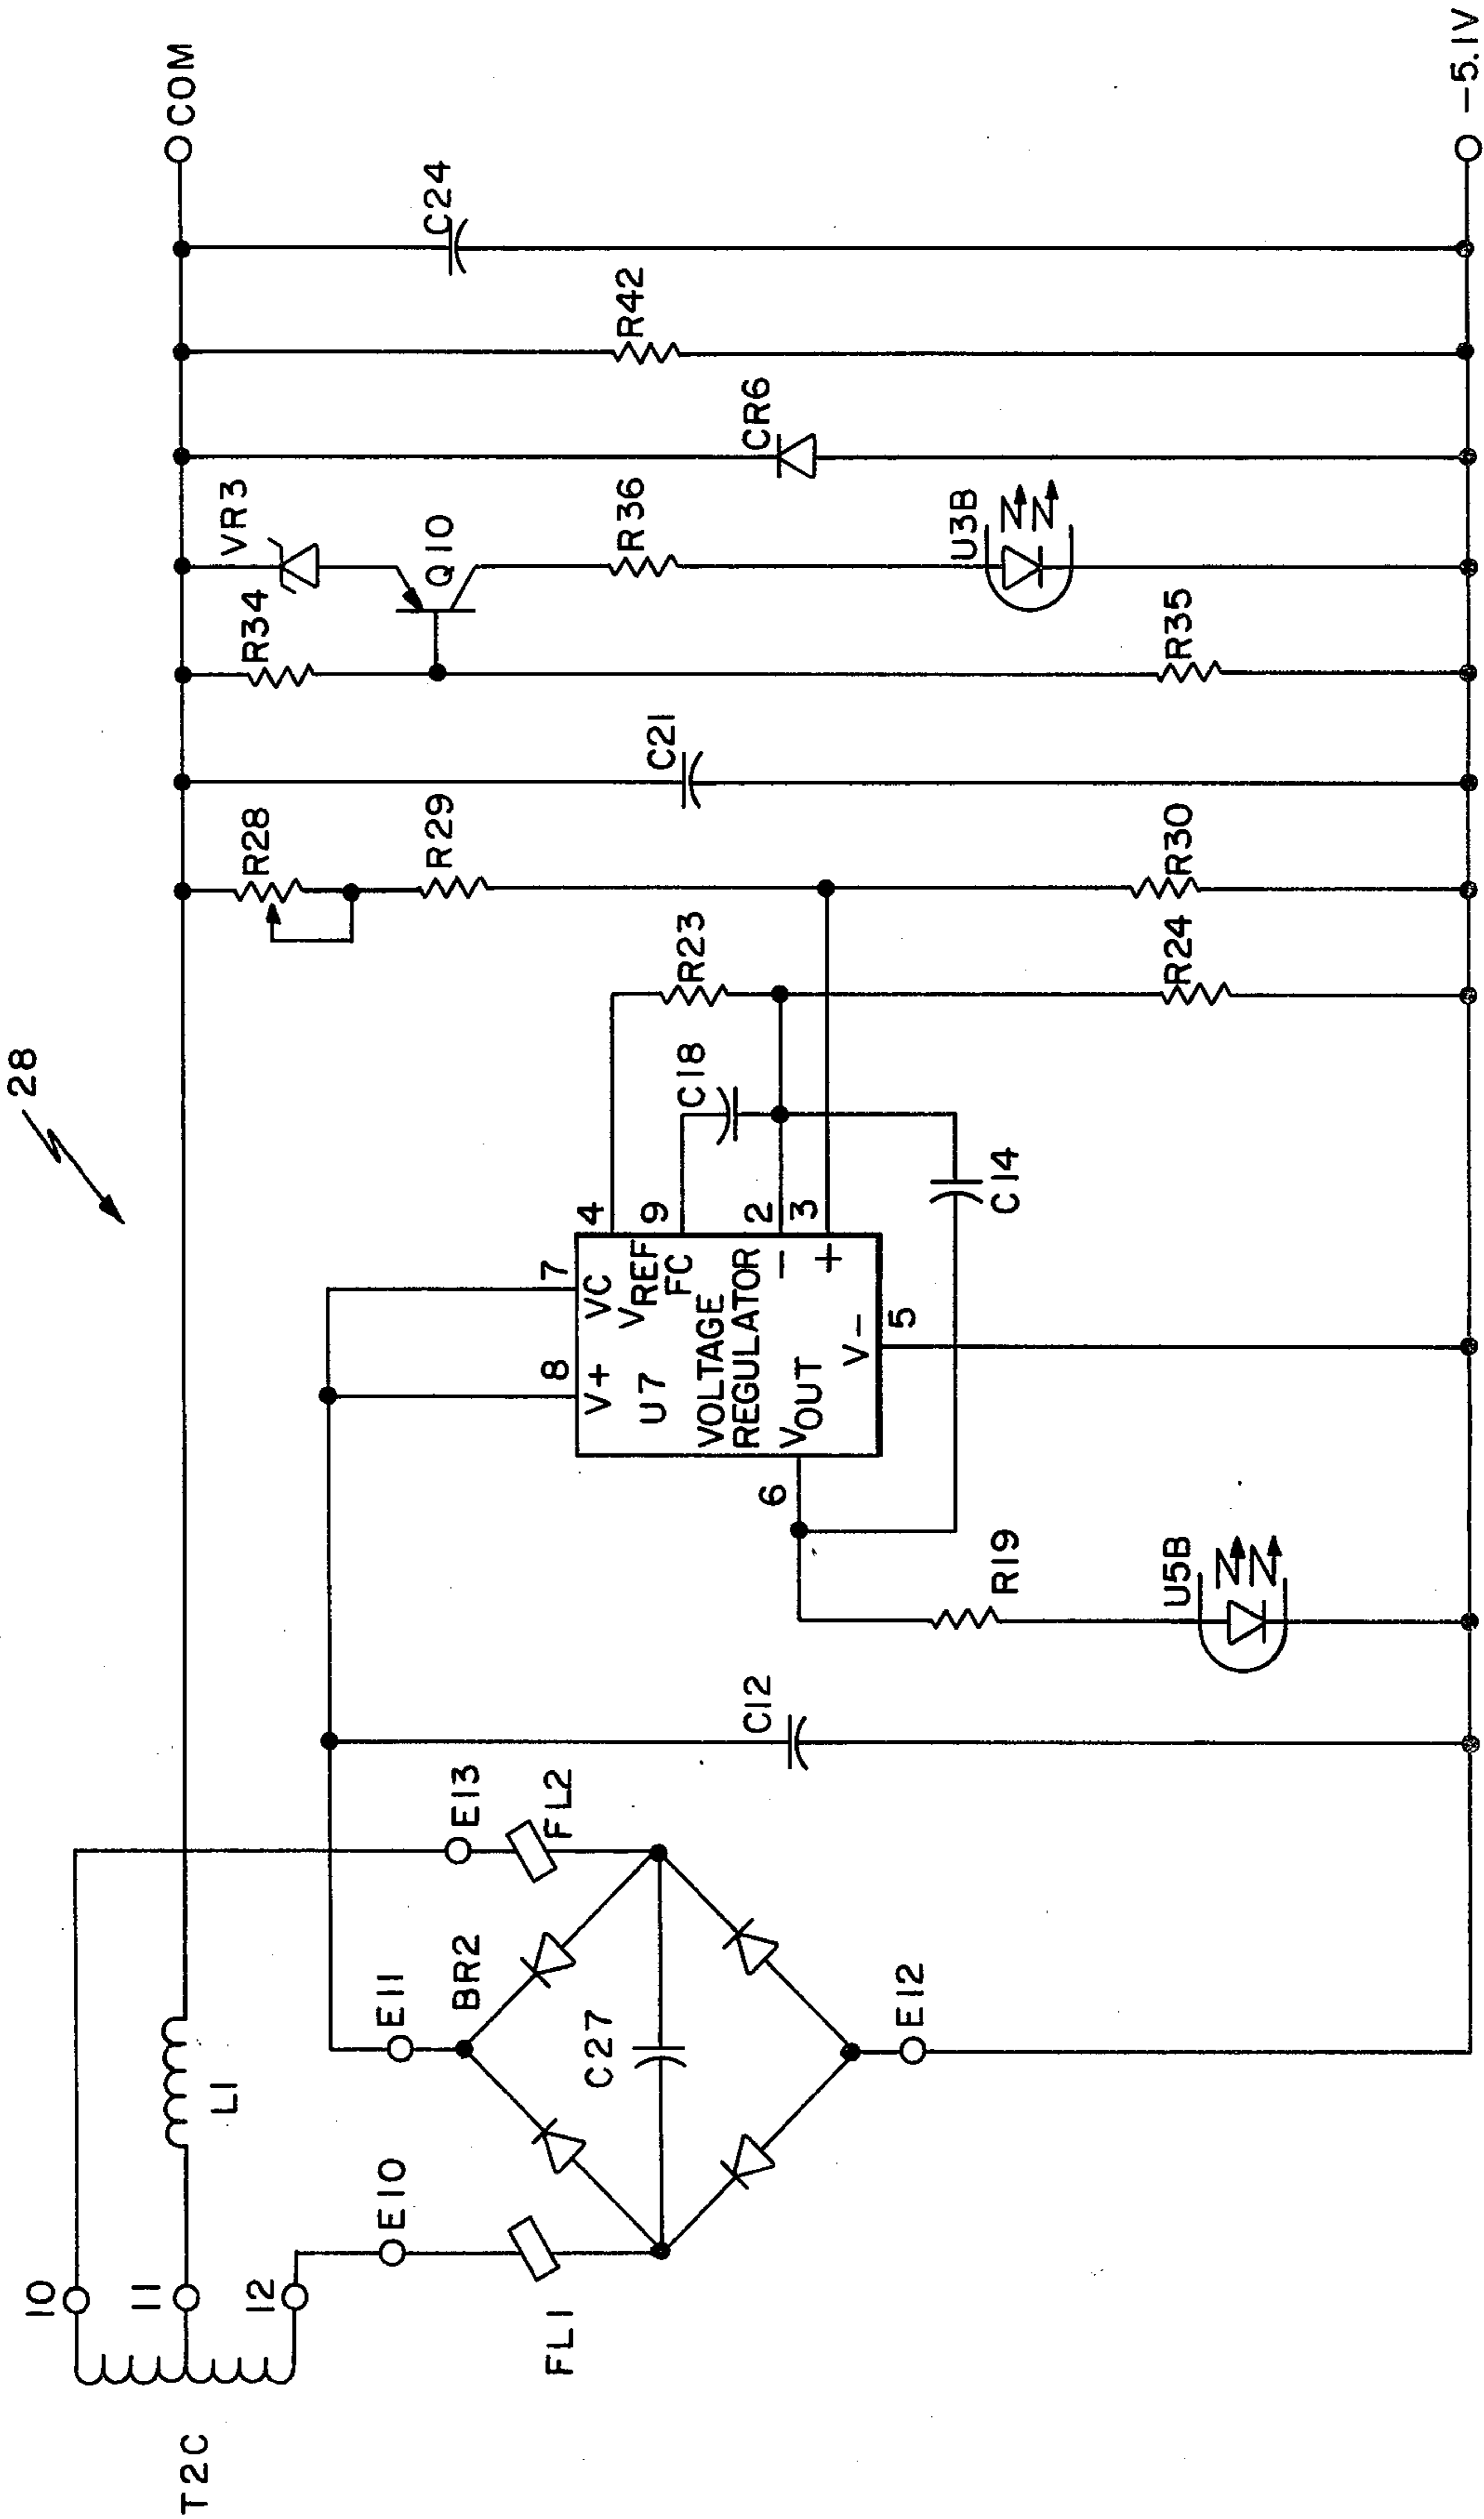 28
T2C
10
11
12
L1
COM
E10
E11
E13
FL1
FL2
BR2
C27
E12
C12
U5B
R19
6
8
7
V+
VC
U7
VREF
FC
VOLTAGE
REGULATOR
VOUT
V-
-
+
5
4
9
2
3
C18
C14
R23
R24
R28
R29
R30
C21
R34
R35
VR3
Q10
R36
U3B
CR6
R42
C24
-5.1V